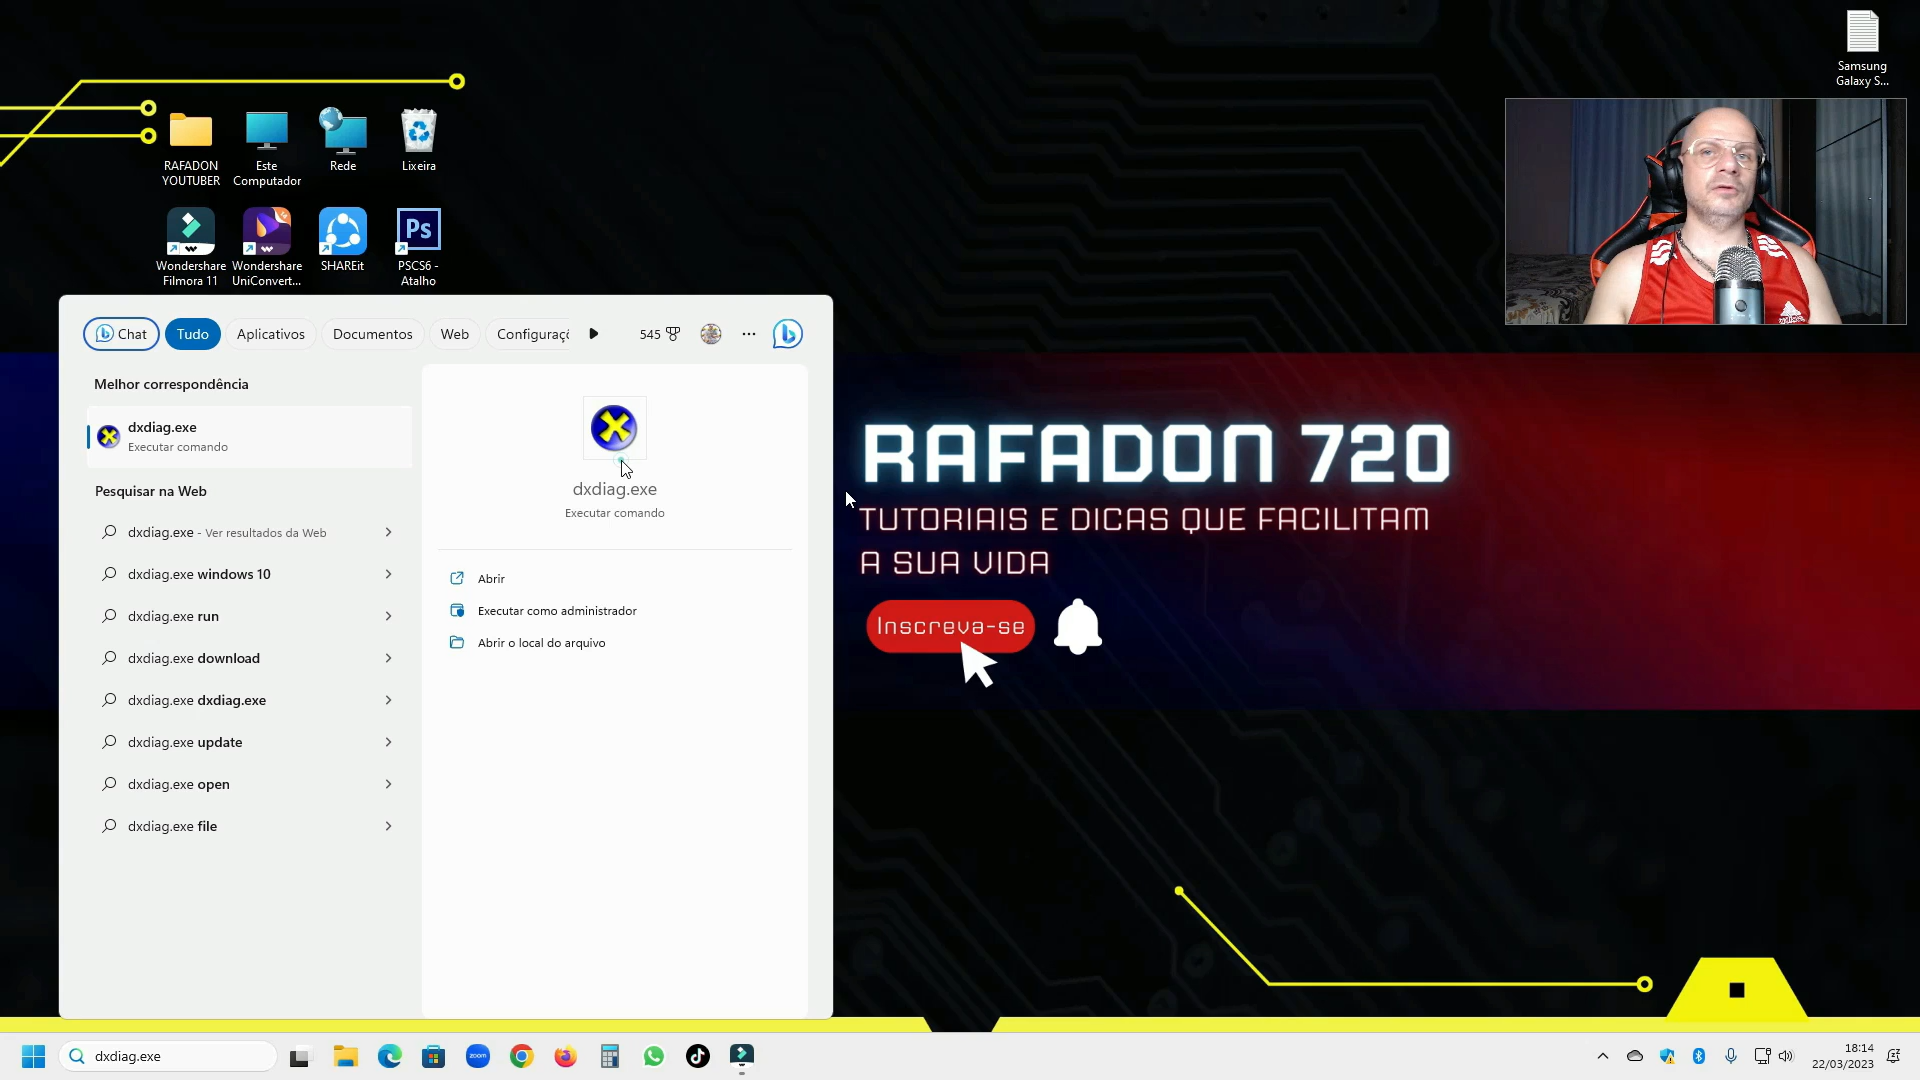 Samsung
Galaxy S...
RAFADON
YOUTUBER
Este
Computador
Rede
Lixeira
Wondershare
Filmora 11
Wondershare
UniConvert...
SHAREit
Ps
PSCS6 -
Atalho
Chat
Tudo
Aplicativos
Documentos
Web
Configuraç
545
Melhor correspondência
dxdiag.exe
Executar comando
Pesquisar na Web
dxdiag.exe - Ver resultados da Web
dxdiag.exe windows 10
dxdiag.exe run
dxdiag.exe download
dxdiag.exe dxdiag.exe
dxdiag.exe update
dxdiag.exe open
dxdiag.exe file
dxdiag.exe
Executar comando
Abrir
Executar como administrador
Abrir o local do arquivo
RAFADON 720
TUTORIAIS E DICAS QUE FACILITAM
A SUA VIDA
Inscreva-se
dxdiag.exe
zoom
18:14
22/03/2023